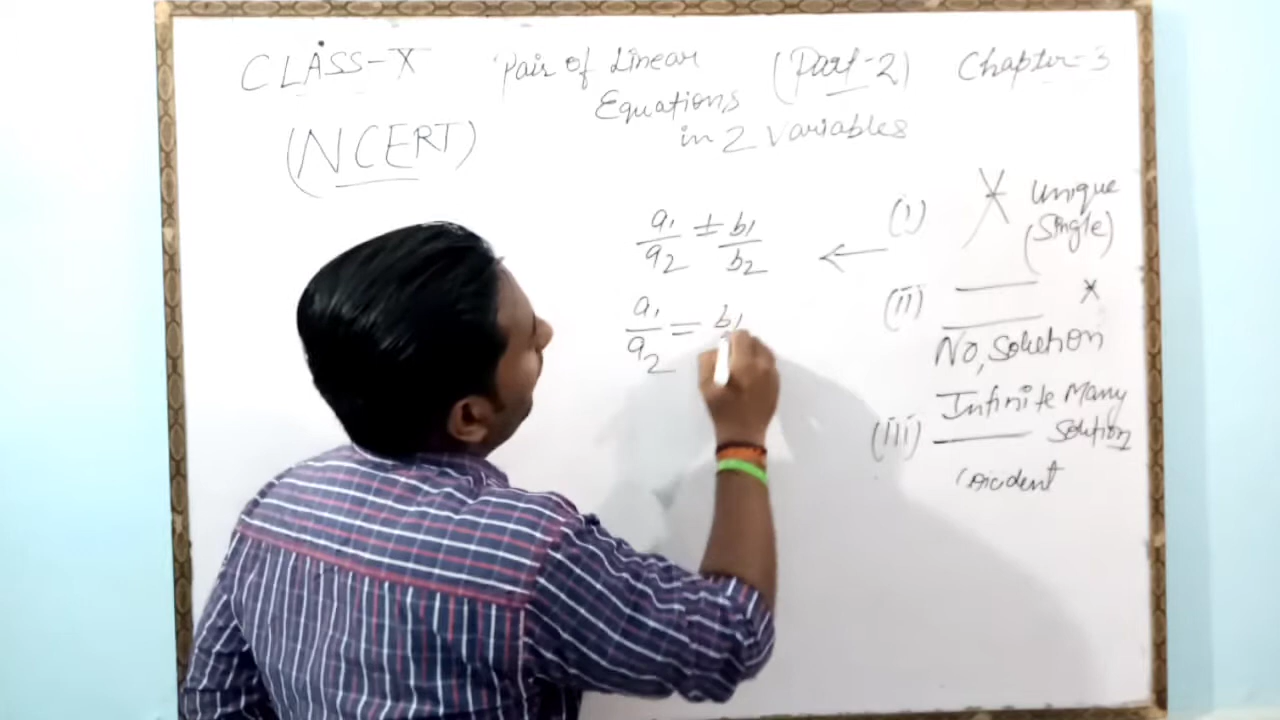 CLASS-X Pair of Linear (Part-2) Chapter-3
Equations
in 2 Variables
(NCERT)
a1/a2 ≠ b1/b2 ← (i) Unique
(Single)
a1/a2 = b1 (ii)
No, Solution
Infinite Many
(iii) Solution
Coicident